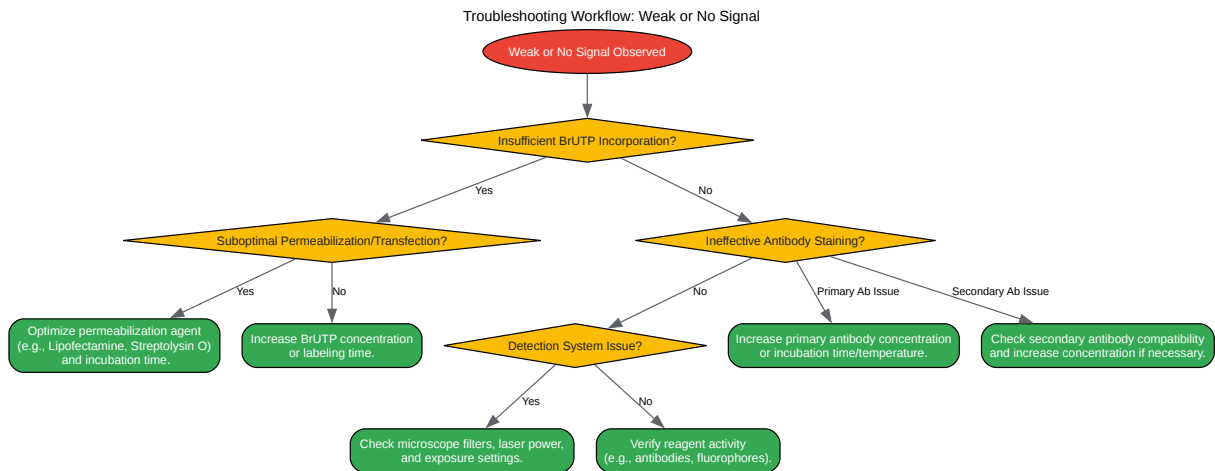 Troubleshooting Workflow: Weak or No Signal
Weak or No Signal Observed
Insufficient BrUTP Incorporation?
Yes
No
Suboptimal Permeabilization/Transfection?
Ineffective Antibody Staining?
Yes
No
No
Primary Ab Issue
Secondary Ab Issue
Optimize permeabilization agent
(e.g., Lipofectamine, Streptolysin O)
and incubation time.
Increase BrUTP concentration
or labeling time.
Detection System Issue?
Increase primary antibody concentration
or incubation time/temperature.
Check secondary antibody compatibility
and increase concentration if necessary.
Yes
No
Check microscope filters, laser power,
and exposure settings.
Verify reagent activity
(e.g., antibodies, fluorophores).